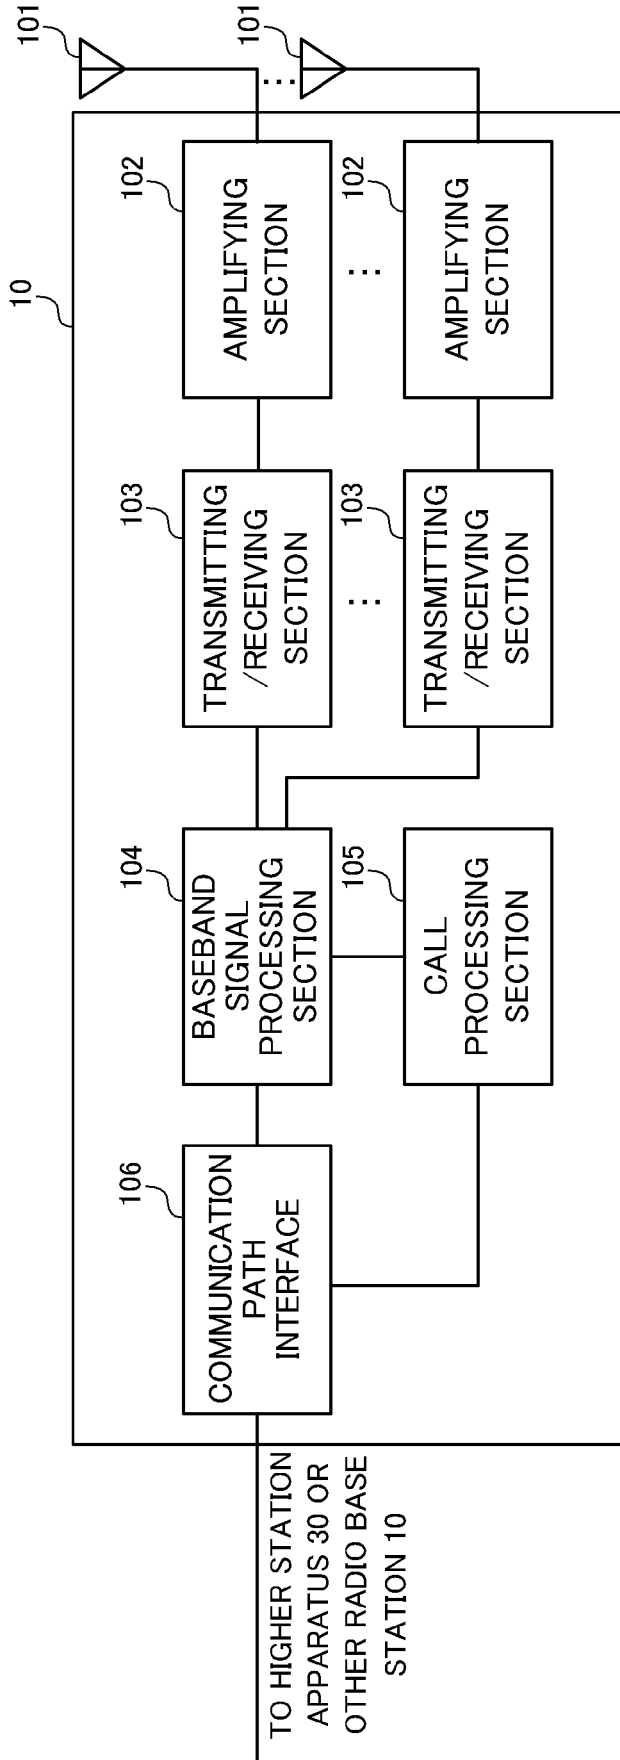 10
101
101
102
AMPLIFYING
SECTION
102
AMPLIFYING
SECTION
...
103
TRANSMITTING
/RECEIVING
SECTION
103
TRANSMITTING
/RECEIVING
SECTION
...
...
104
BASEBAND
SIGNAL
PROCESSING
SECTION
105
CALL
PROCESSING
SECTION
106
COMMUNICATION
PATH
INTERFACE
TO HIGHER STATION
APPARATUS 30 OR
OTHER RADIO BASE
STATION 10